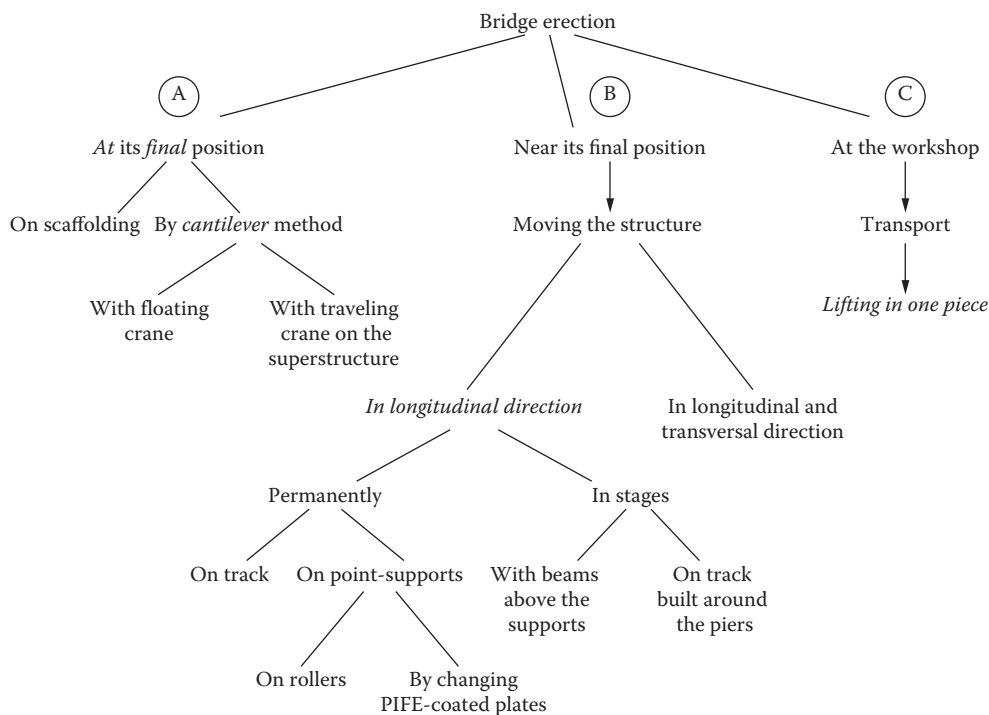 Bridge erection
A
B
C
At its final position
Near its final position
At the workshop
On scaffolding
By cantilever method
Moving the structure
Transport
With floating
crane
With traveling
crane on the
superstructure
Lifting in one piece
In longitudinal direction
In longitudinal and
transversal direction
Permanently
In stages
On track
On point-supports
With beams
above the
supports
On track
built around
the piers
On rollers
By changing
PIFE-coated plates